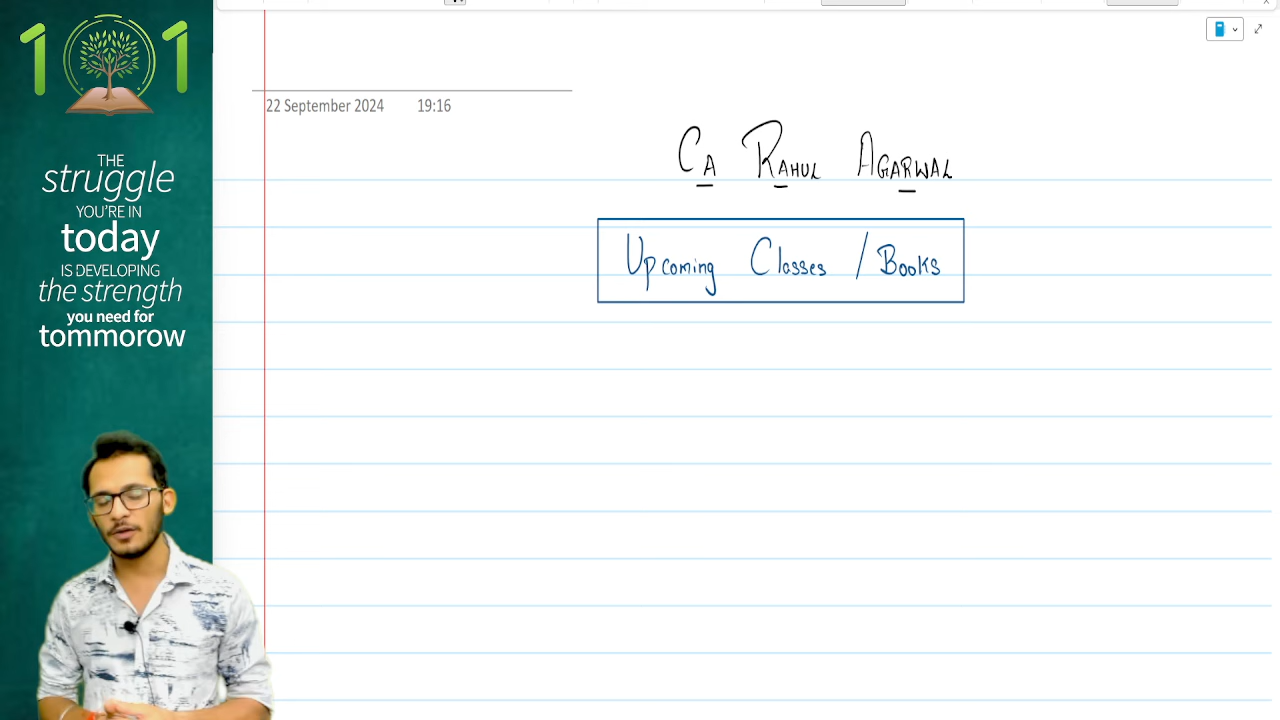 101
THE
struggle
YOU'RE IN
today
IS DEVELOPING
the strength
you need for
tommorow
22 September 2024 19:16
CA RAHUL AGARWAL
Upcoming Classes / Books